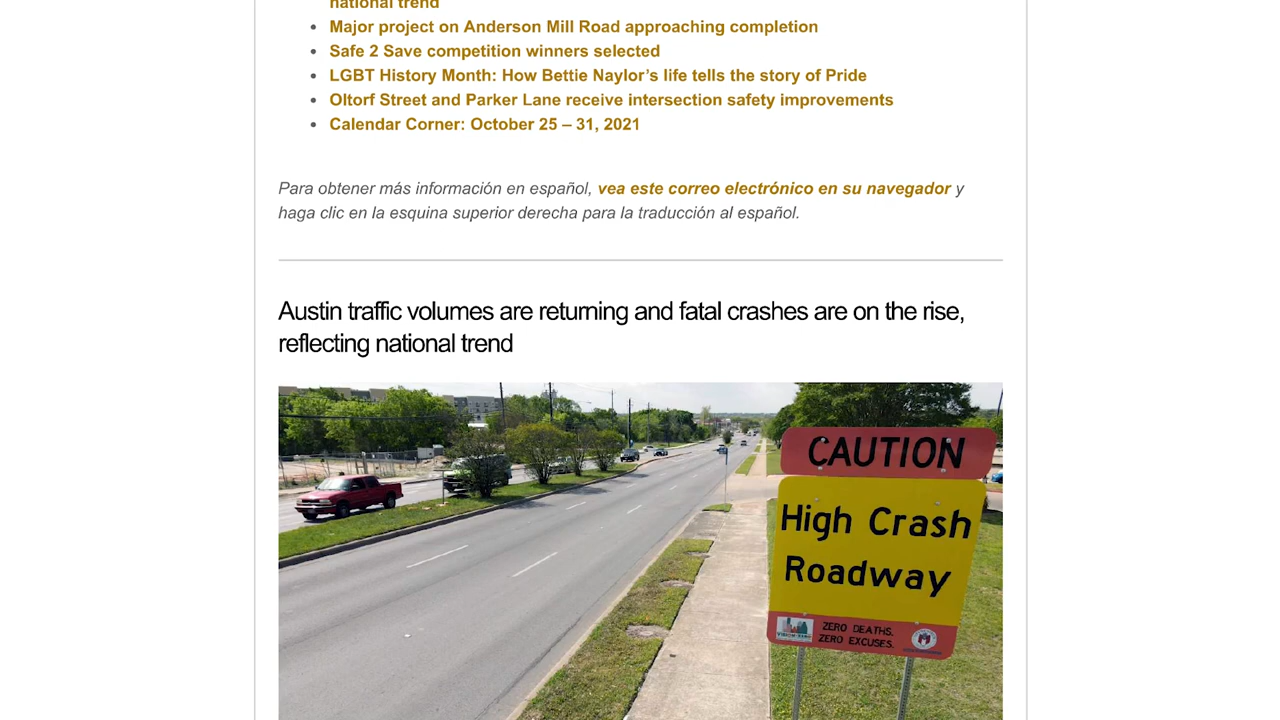 national trend
Major project on Anderson Mill Road approaching completion
Safe 2 Save competition winners selected
LGBT History Month: How Bettie Naylor’s life tells the story of Pride
Oltorf Street and Parker Lane receive intersection safety improvements
Calendar Corner: October 25 – 31, 2021
Para obtener más información en español, vea este correo electrónico en su navegador y
haga clic en la esquina superior derecha para la traducción al español.
Austin traffic volumes are returning and fatal crashes are on the rise,
reflecting national trend
CAUTION
High Crash
Roadway
VISION ZERO
ZERO DEATHS.
ZERO EXCUSES.